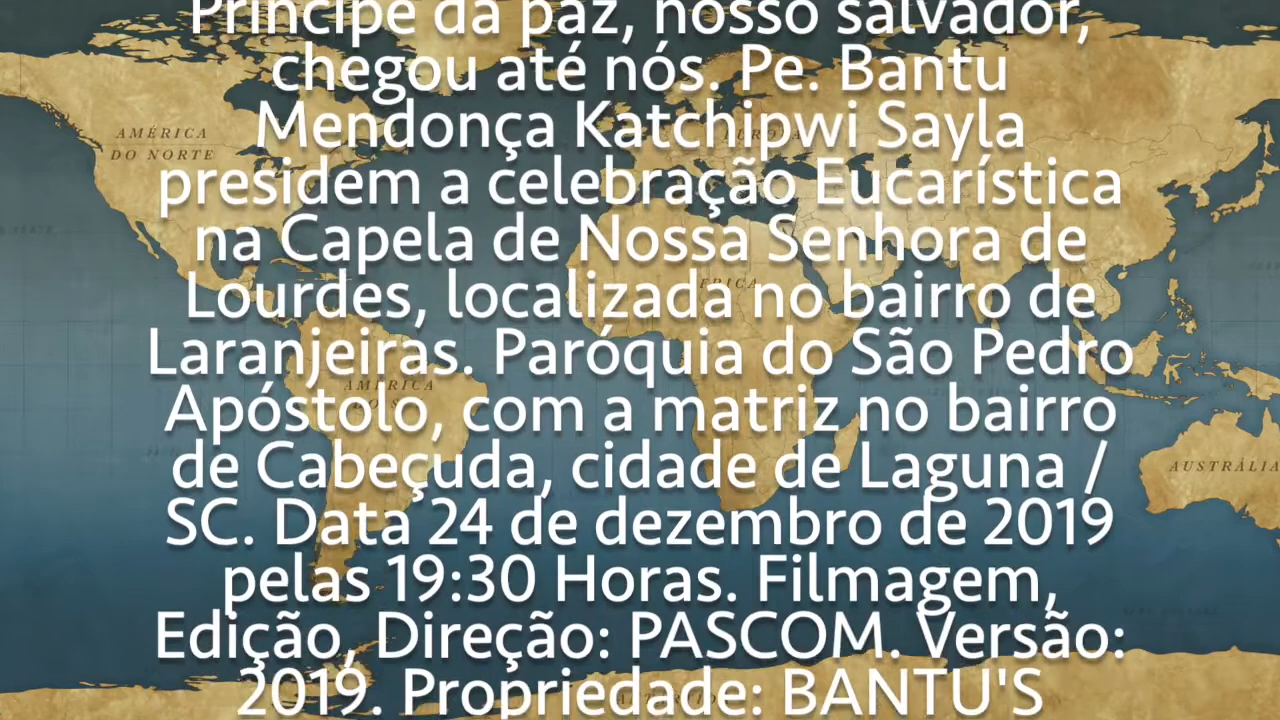 Príncipe da paz, nosso salvador,
chegou até nós. Pe. Bantu
Mendonça Katchipwi Sayla
presidem a celebração Eucarística
na Capela de Nossa Senhora de
Lourdes, localizada no bairro de
Laranjeiras. Paróquia do São Pedro
Apóstolo, com a matriz no bairro
de Cabeçuda, cidade de Laguna /
SC. Data 24 de dezembro de 2019
pelas 19:30 Horas. Filmagem,
Edição, Direção: PASCOM. Versão:
2019. Propriedade: BANTU'S
AMÉRICA
DO NORTE
EUROPA
ÁFRICA
AMÉRICA
AUSTRÁLIA